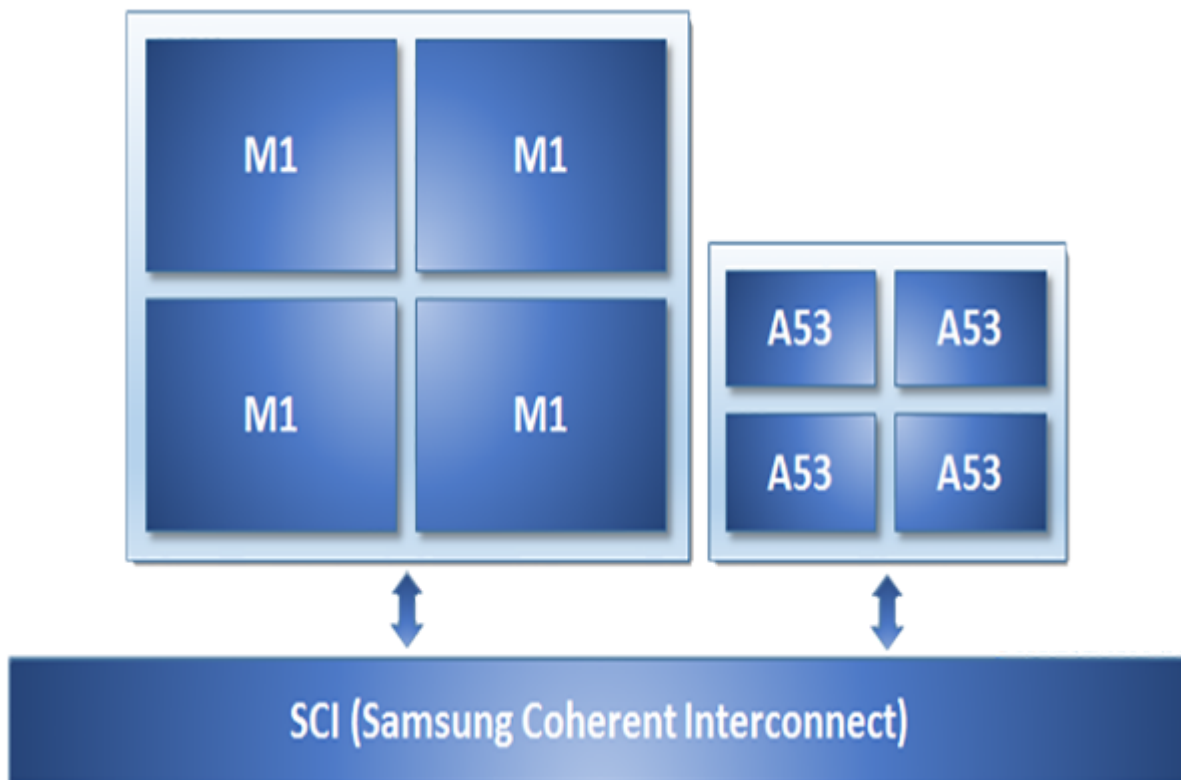 M1 M1
A53 A53
M1 M1
A53 A53
SCI (Samsung Coherent Interconnect)